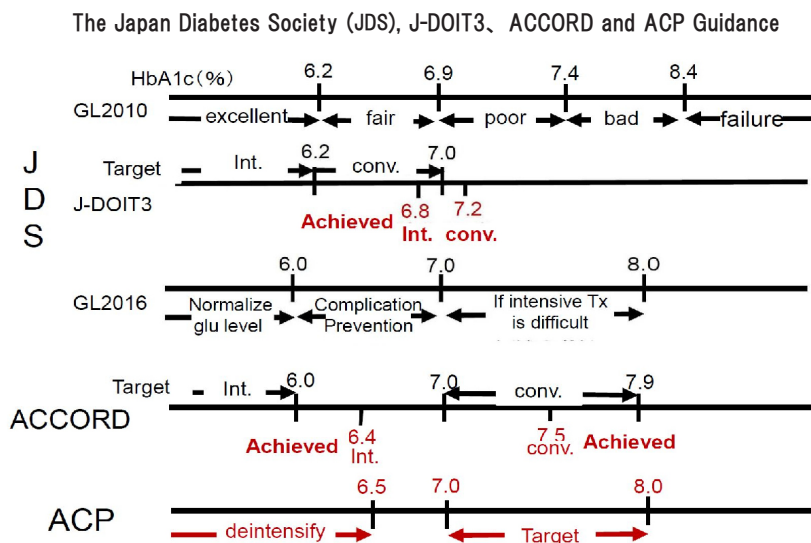 The Japan Diabetes Society (JDS), J-DOIT3、 ACCORD and ACP Guidance
HbA1c(%)
6.2 6.9 7.4 8.4
GL2010
excellent fair poor bad failure
JDS
Target Int. 6.2 conv. 7.0
J-DOIT3
Achieved 6.8 Int. 7.2 conv.
6.0 7.0 8.0
GL2016
Normalize glu level
Complication Prevention
If intensive Tx is difficult
Target Int. 6.0 7.0 conv. 7.9
ACCORD
Achieved 6.4 Int. 7.5 conv. Achieved
6.5 7.0 8.0
ACP
deintensify Target